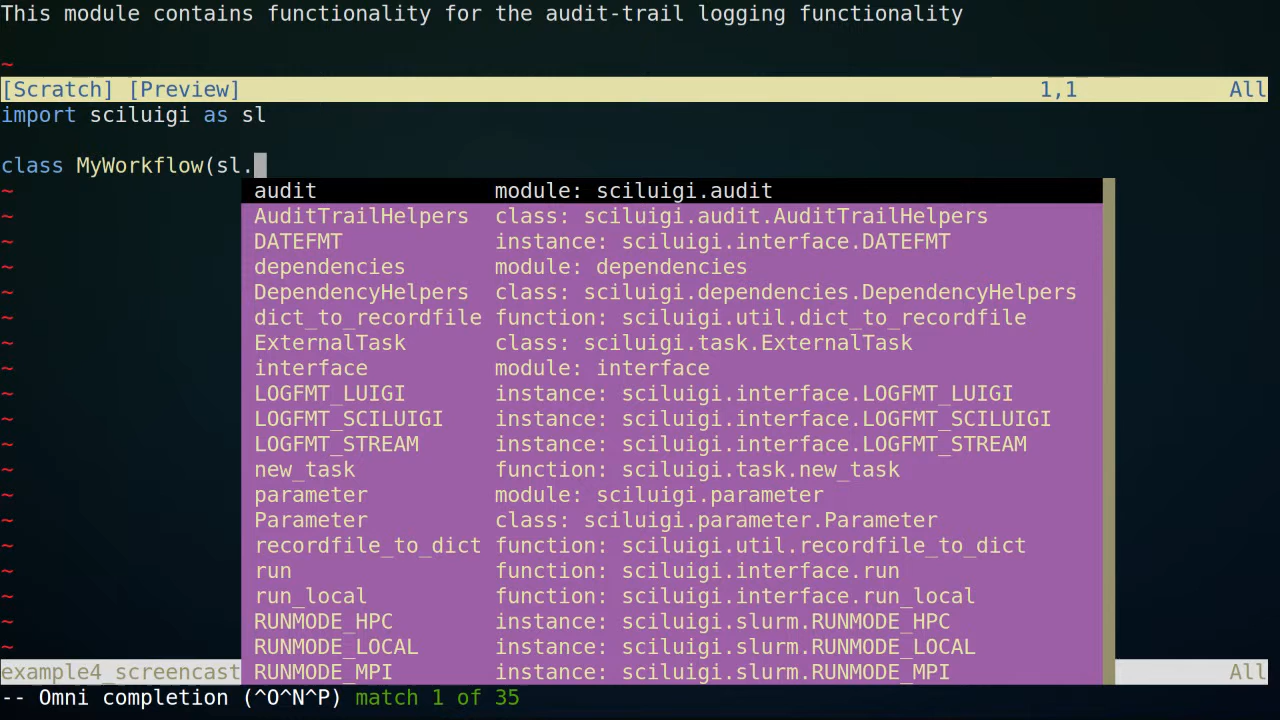 This module contains functionality for the audit-trail logging functionality
~
[Scratch] [Preview] 1,1 All
import sciluigi as sl
class MyWorkflow(sl.
~ audit module: sciluigi.audit
~ AuditTrailHelpers class: sciluigi.audit.AuditTrailHelpers
~ DATEFMT instance: sciluigi.interface.DATEFMT
~ dependencies module: dependencies
~ DependencyHelpers class: sciluigi.dependencies.DependencyHelpers
~ dict_to_recordfile function: sciluigi.util.dict_to_recordfile
~ ExternalTask class: sciluigi.task.ExternalTask
~ interface module: interface
~ LOGFMT_LUIGI instance: sciluigi.interface.LOGFMT_LUIGI
~ LOGFMT_SCILUIGI instance: sciluigi.interface.LOGFMT_SCILUIGI
~ LOGFMT_STREAM instance: sciluigi.interface.LOGFMT_STREAM
~ new_task function: sciluigi.task.new_task
~ parameter module: sciluigi.parameter
~ Parameter class: sciluigi.parameter.Parameter
~ recordfile_to_dict function: sciluigi.util.recordfile_to_dict
~ run function: sciluigi.interface.run
~ run_local function: sciluigi.interface.run_local
~ RUNMODE_HPC instance: sciluigi.slurm.RUNMODE_HPC
~ RUNMODE_LOCAL instance: sciluigi.slurm.RUNMODE_LOCAL
example4_screencast RUNMODE_MPI instance: sciluigi.slurm.RUNMODE_MPI All
-- Omni completion (^O^N^P) match 1 of 35